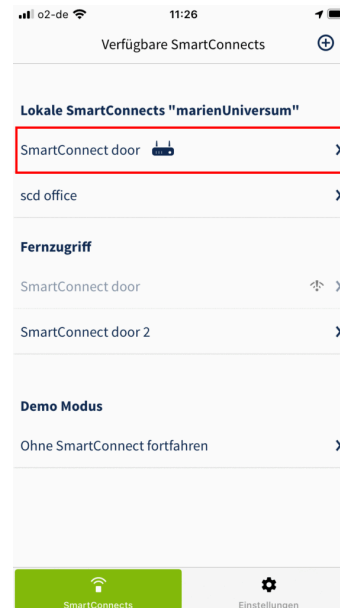 o2-de 11:26
Verfügbare SmartConnects
Lokale SmartConnects "marienUniversum"
SmartConnect door
scd office
Fernzugriff
SmartConnect door
SmartConnect door 2
Demo Modus
Ohne SmartConnect fortfahren
SmartConnects Einstellungen